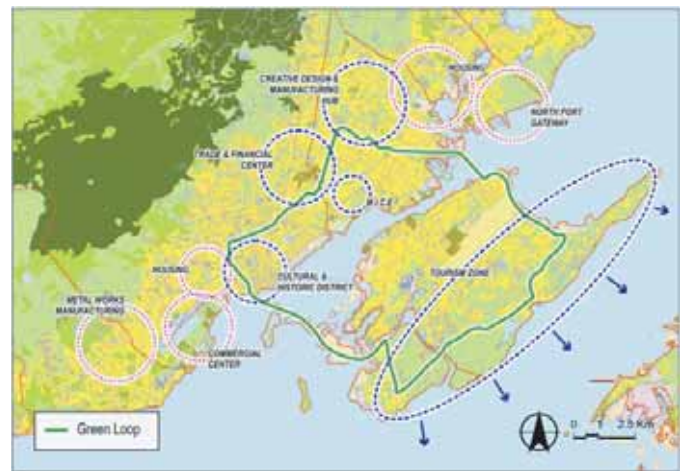 HOUSING
CREATIVE DESIGN &
MANUFACTURING
HUB
NORTH PORT
GATEWAY
TRADE & FINANCIAL
CENTER
M.I.C.E.
HOUSING
CULTURAL &
HISTORIC DISTRICT
TOURISM ZONE
METAL WORKS
MANUFACTURING
COMMERCIAL
CENTER
Green Loop
0 1 2.5 Km